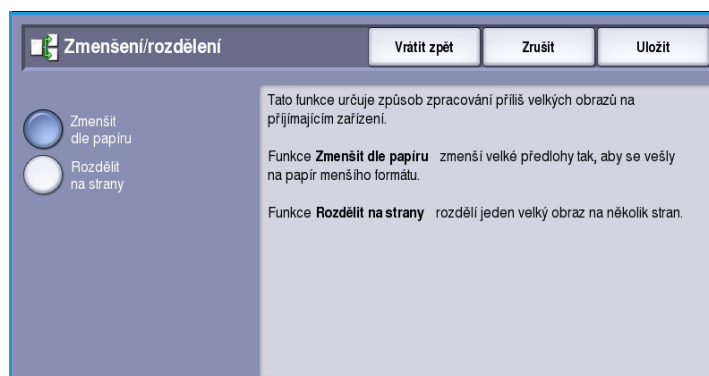 Zmenšení/rozdělení
Vrátit zpět
Zrušit
Uložit
Zmenšit
dle papíru
Rozdělit
na strany
Tato funkce určuje způsob zpracování příliš velkých obrazů na
příjímajícím zařízení.
Funkce Zmenšit dle papíru zmenší velké předlohy tak, aby se vešly
na papír menšího formátu.
Funkce Rozdělit na strany rozdělí jeden velký obraz na několik stran.